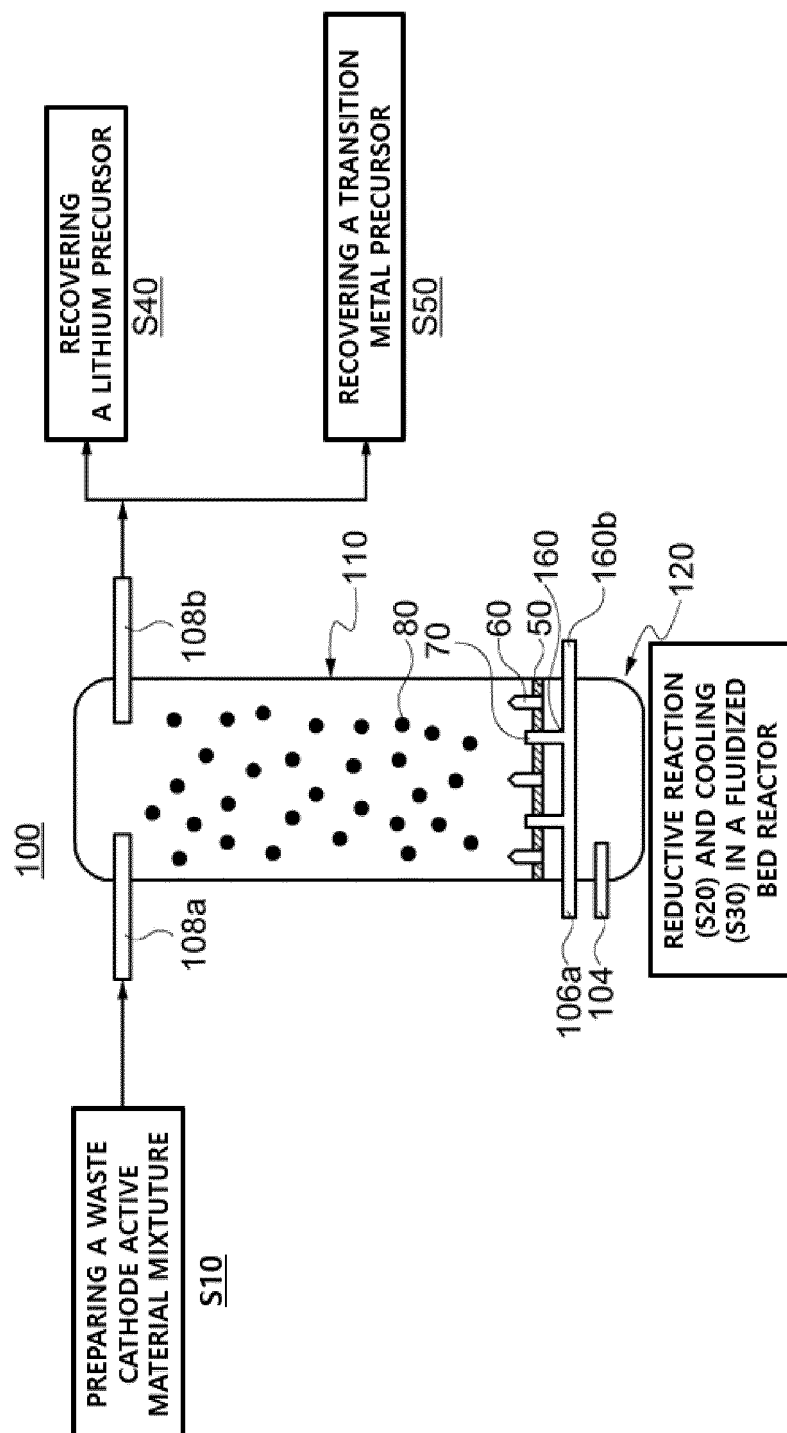 100
PREPARING A WASTE
CATHODE ACTIVE
MATERIAL MIXTUTURE
S10
108a
108b
RECOVERING
A LITHIUM PRECURSOR
S40
RECOVERING A TRANSITION
METAL PRECURSOR
S50
110
80
70
60
50
160
160b
106a
104
120
REDUCTIVE REACTION
(S20) AND COOLING
(S30) IN A FLUIDIZED
BED REACTOR